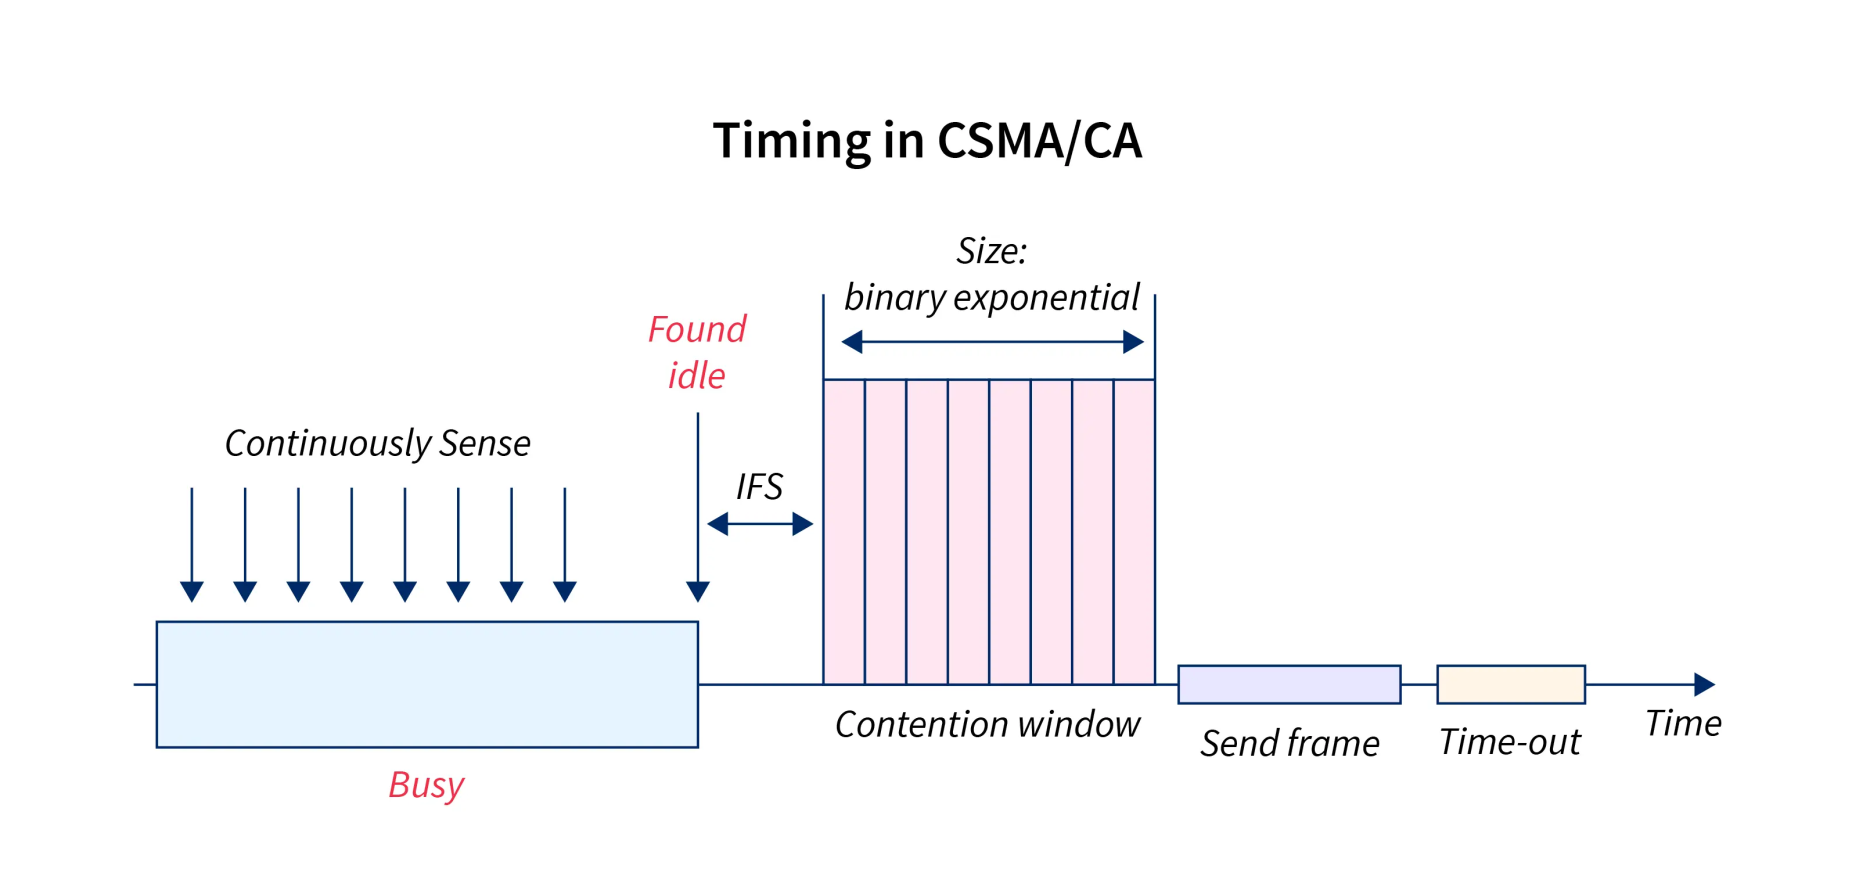 Timing in CSMA/CA
Size:
binary exponential
Found
idle
Continuously Sense
IFS
Contention window
Send frame
Time-out
Time
Busy